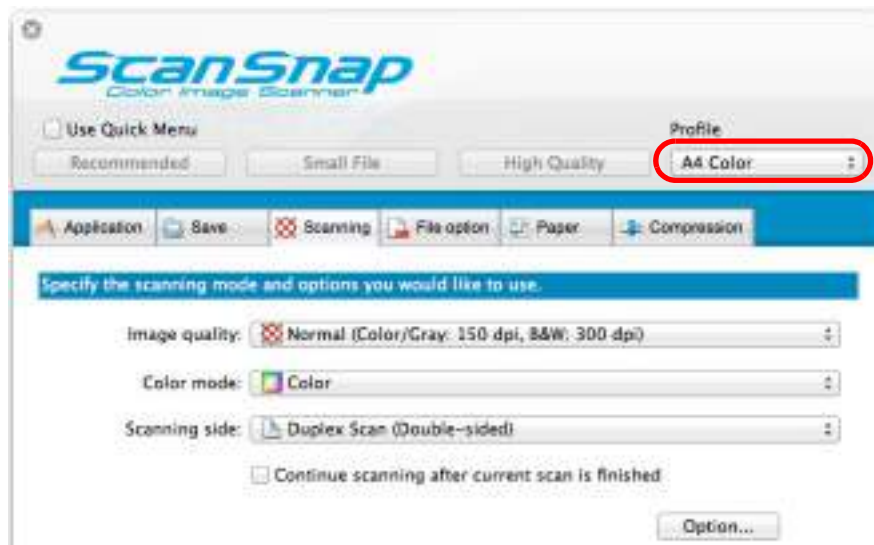 ScanSnap
Color Image Scanner
Use Quick Menu
Profile
Recommended Small File High Quality A4 Color
Application Save Scanning File option Paper Compression
Specify the scanning mode and options you would like to use.
Image quality: Normal (Color/Gray: 150 dpi, B&W: 300 dpi)
Color mode: Color
Scanning side: Duplex Scan (Double-sided)
Continue scanning after current scan is finished
Option...